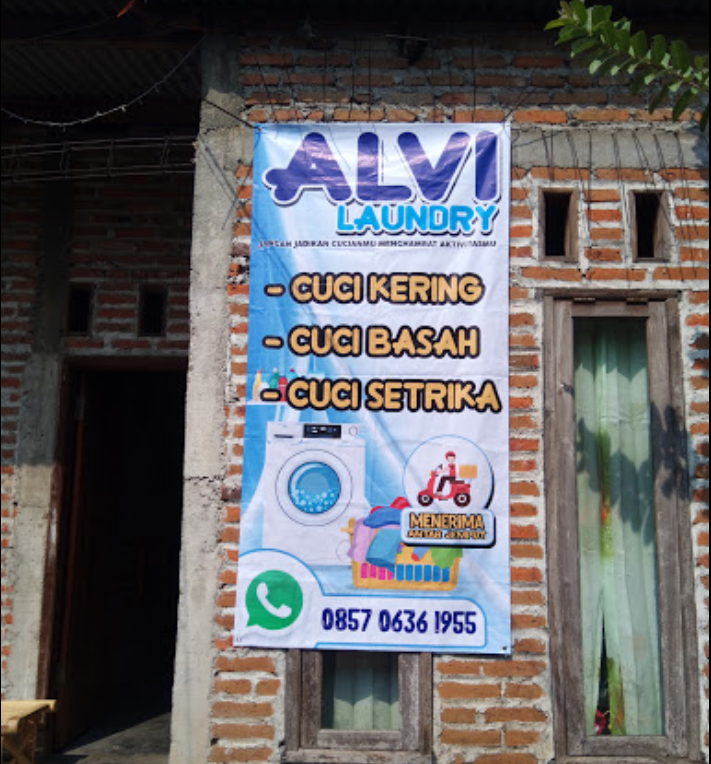 ALVI
LAUNDRY
JANGAN JADIKAN CUCIANMU MENGHAMBAT AKTIVITASMU
- CUCI KERING
- CUCI BASAH
- CUCI SETRIKA
MENERIMA
ANTAR JEMPUT
0857 0636 1955